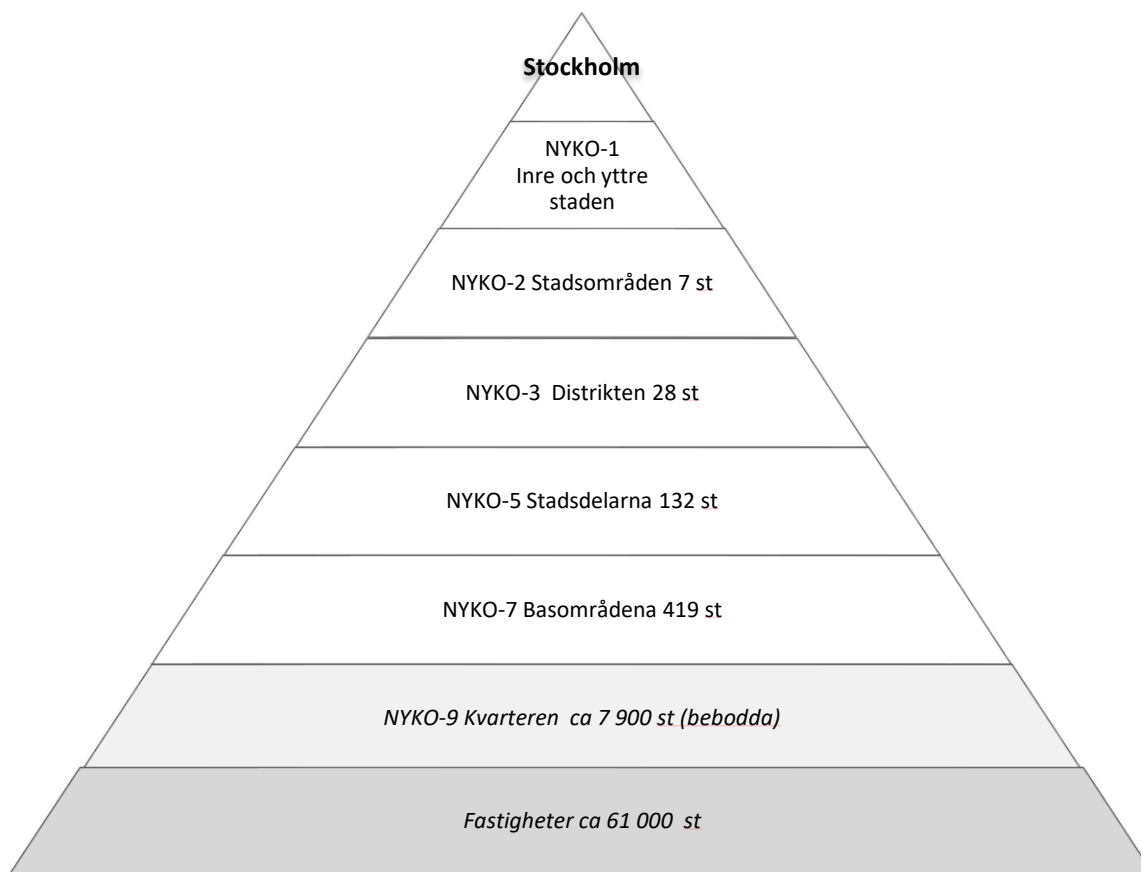 Stockholm
NYKO-1
Inre och yttre
staden
NYKO-2 Stadsområden 7 st
NYKO-3  Distrikten 28 st
NYKO-5 Stadsdelarna 132 st
NYKO-7 Basområdena 419 st
NYKO-9 Kvarteren  ca 7 900 st (bebodda)
Fastigheter ca 61 000  st